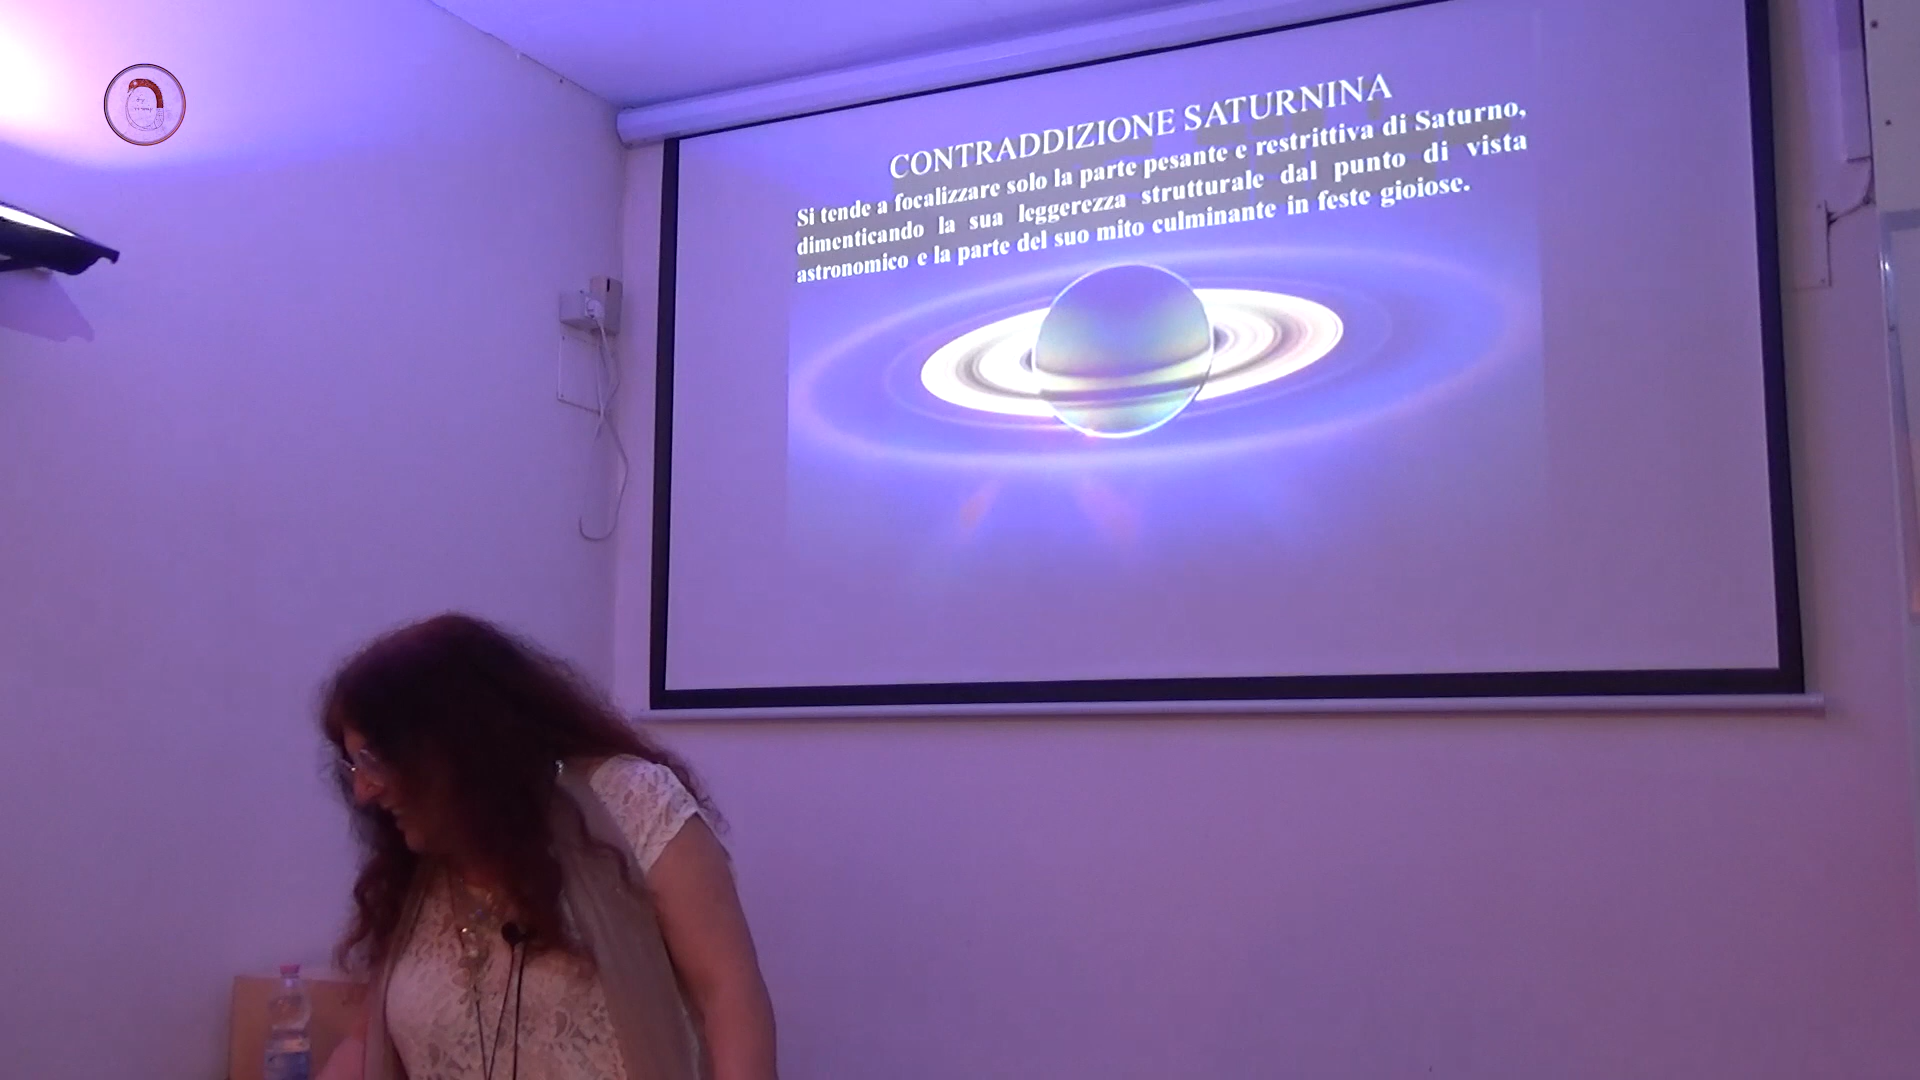 CONTRADDIZIONE SATURNINA
Si tende a focalizzare solo la parte pesante e restrittiva di Saturno,
dimenticando la sua leggerezza strutturale dal punto di vista
astronomico e la parte del suo mito culminante in feste gioiose.